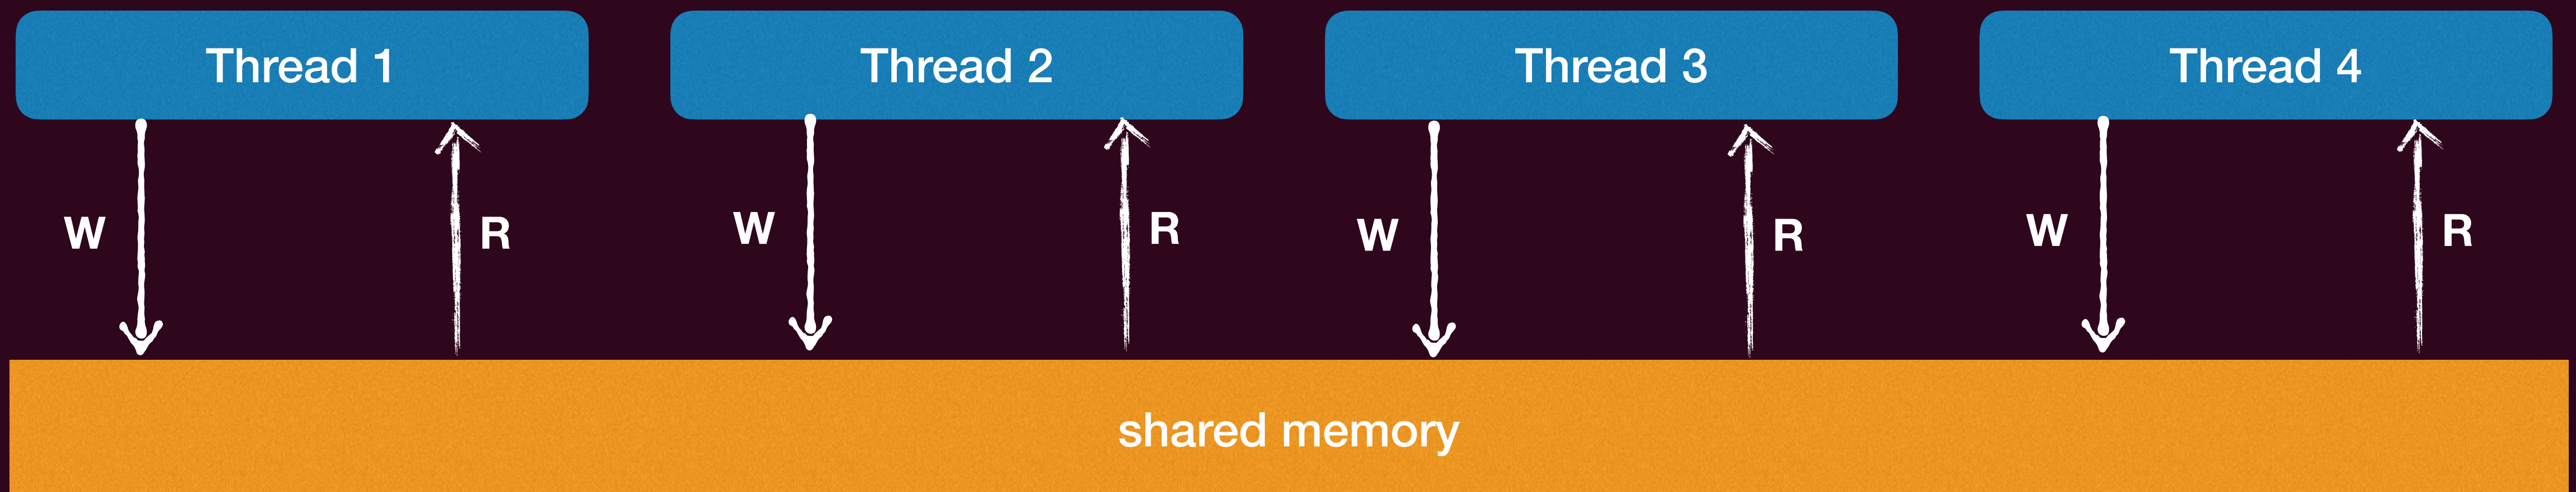 Thread 1
Thread 2
Thread 3
Thread 4
W
R
W
R
W
R
W
R
shared memory